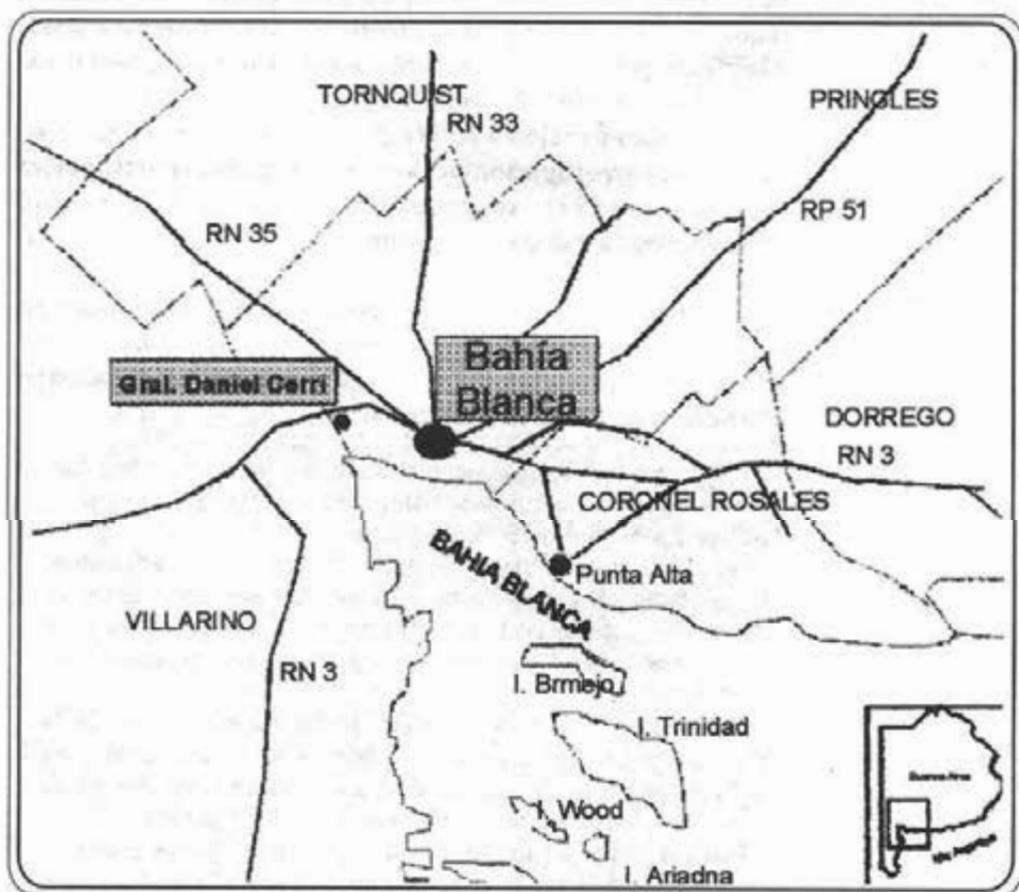 TORNQUIST
RN 33
PRINGLES
RP 51
RN 35
Bahía
Blanca
Gral. Daniel Cerri
DORREGO
RN 3
CORONEL ROSALES
BAHIA BLANCA
Punta Alta
VILLARINO
RN 3
I. Brmejo
I. Trinidad
I. Wood
I. Ariadna
Buenos Aires